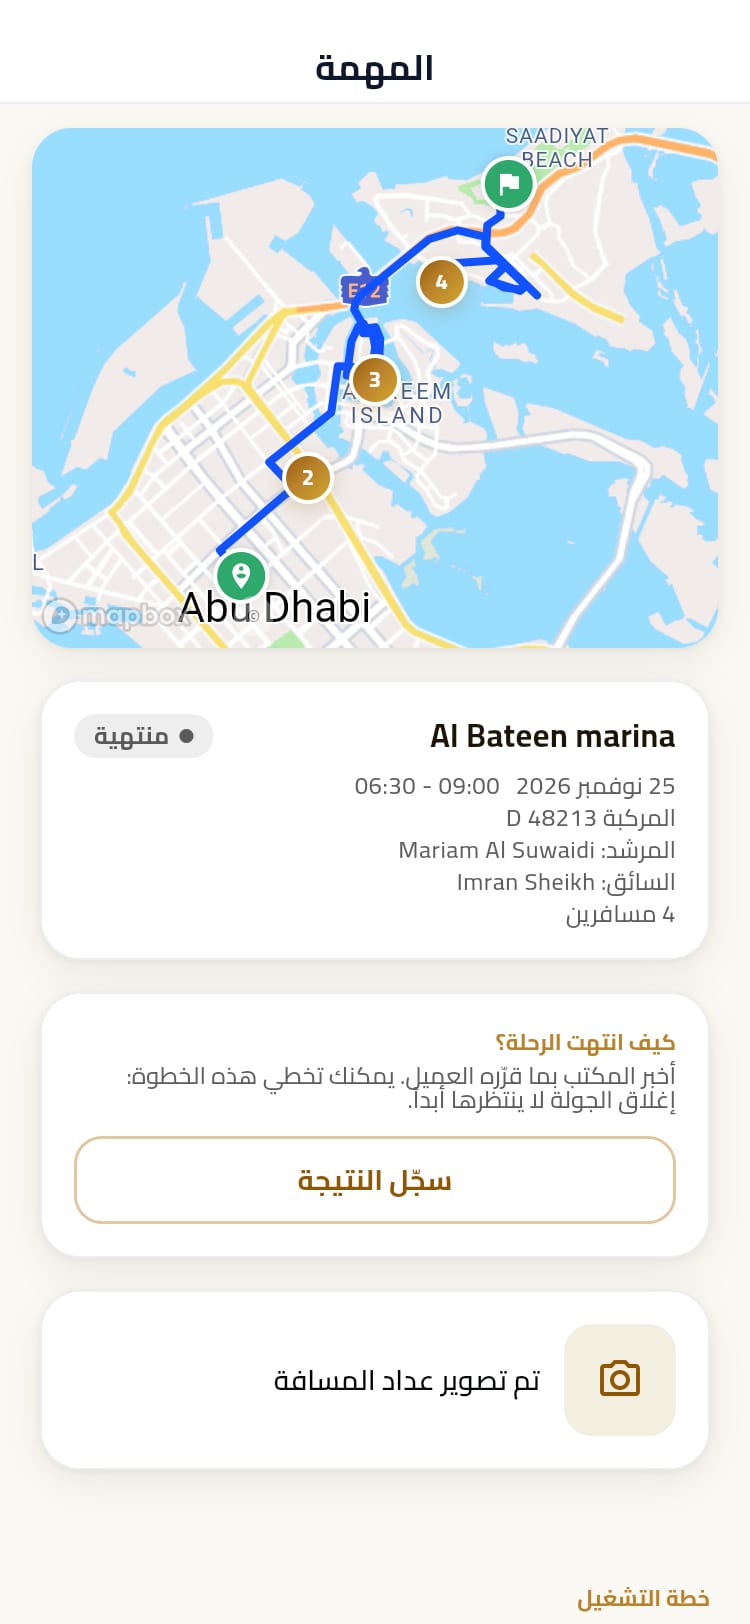 المهمة
SAADIYAT
BEACH
4
3
ISLAND
2
Abu Dhabi
L
mapbox
Al Bateen marina
منتهية
25 نوفمبر 2026 06:30 - 09:00
المركبة D 48213
المرشد: Mariam Al Suwaidi
السائق: Imran Sheikh
4 مسافرين
كيف انتهت الرحلة؟
أخبر المكتب بما قرّره العميل. يمكنك تخطي هذه الخطوة:
إغلاق الجولة لا ينتظرها أبدًا.
سجّل النتيجة
تم تصوير عداد المسافة
خطة التشغيل